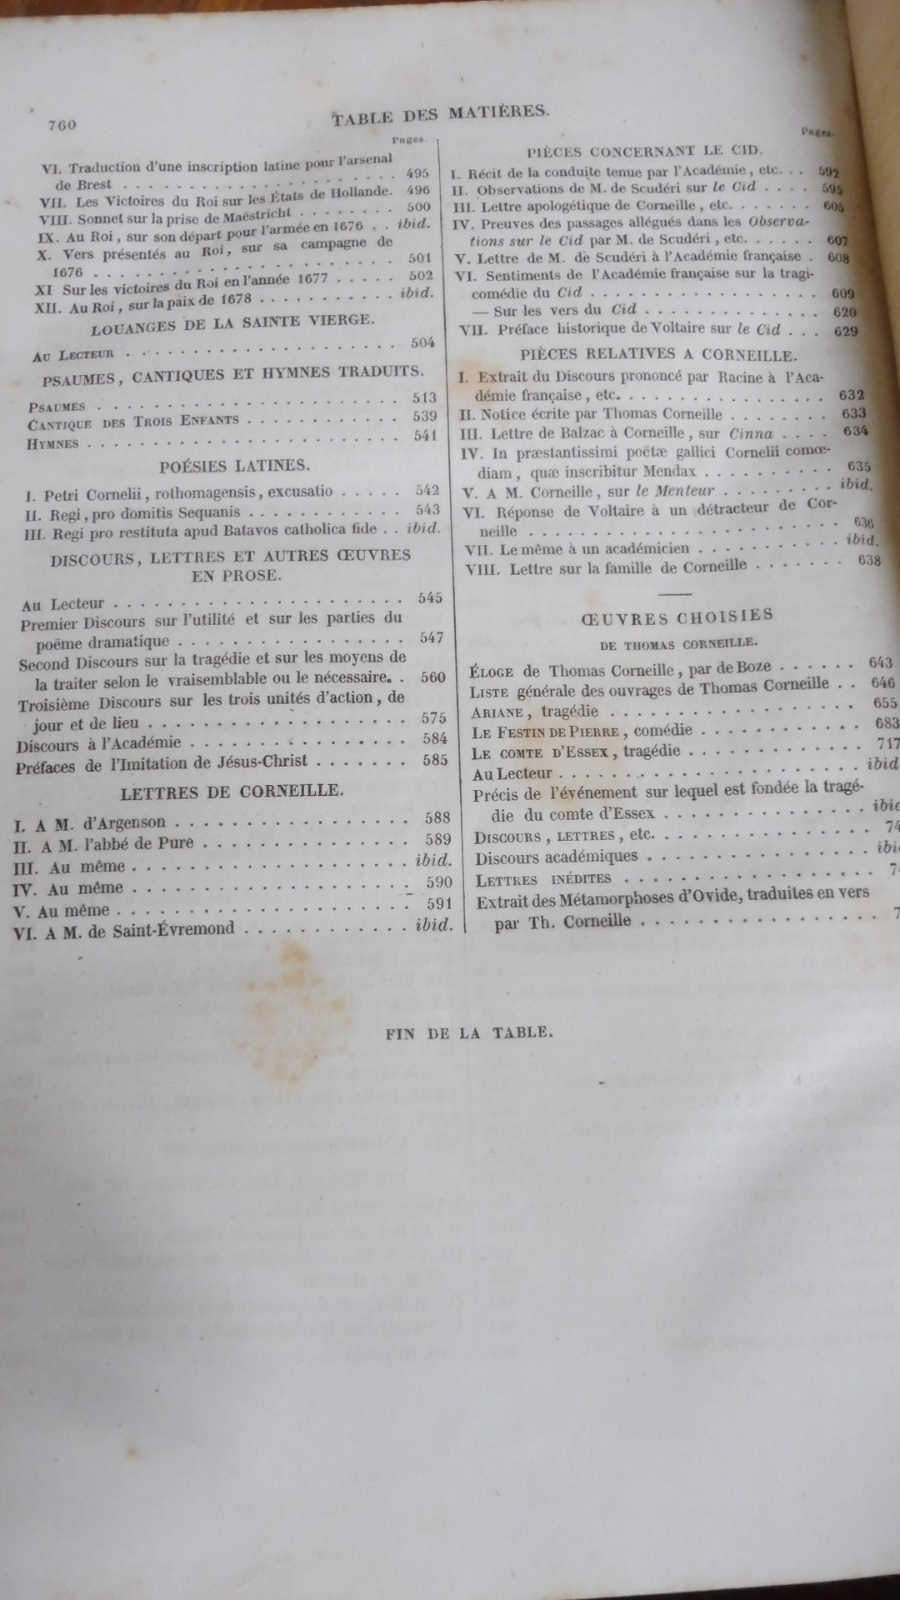 760
TABLE DES MATIÈRES.
Pages.
VI. Traduction d'une inscription latine pour l'arsenal
de Brest . . . . . . . . . . . . . . . . . . 495
VII. Les Victoires du Roi sur les États de Hollande. 496
VIII. Sonnet sur la prise de Maëstricht . . . . . . . . 500
IX. Au Roi, sur son départ pour l'armée en 1676 . . ibid.
X. Vers présentés au Roi, sur sa campagne de
1676 . . . . . . . . . . . . . . . . . . . . 501
XI Sur les victoires du Roi en l'année 1677 . . . . . 502
XII. Au Roi, sur la paix de 1678 . . . . . . . . . . . ibid.
LOUANGES DE LA SAINTE VIERGE.
AU LECTEUR . . . . . . . . . . . . . . . . . . 504
PSAUMES, CANTIQUES ET HYMNES TRADUITS.
PSAUMES . . . . . . . . . . . . . . . . . . . . 513
CANTIQUE DES TROIS ENFANTS . . . . . . . . . . . 539
HYMNES . . . . . . . . . . . . . . . . . . . . . 541
POÉSIES LATINES.
I. Petri Cornelii, rothomagensis, excusatio . . . . . 542
II. Regi, pro domitis Sequanis . . . . . . . . . . . 543
III. Regi pro restituta apud Batavos catholica fide . . ibid.
DISCOURS, LETTRES ET AUTRES ŒUVRES
EN PROSE.
Au Lecteur . . . . . . . . . . . . . . . . . . . 545
Premier Discours sur l'utilité et sur les parties du
poëme dramatique . . . . . . . . . . . . . . . . 547
Second Discours sur la tragédie et sur les moyens de
la traiter selon le vraisemblable ou le nécessaire. . 560
Troisième Discours sur les trois unités d'action, de
jour et de lieu . . . . . . . . . . . . . . . . . 575
Discours à l'Académie . . . . . . . . . . . . . . 584
Préfaces de l'Imitation de Jésus-Christ . . . . . . . 585
LETTRES DE CORNEILLE.
I. A M. d'Argenson . . . . . . . . . . . . . . . 588
II. A M. l'abbé de Pure . . . . . . . . . . . . . 589
III. Au même . . . . . . . . . . . . . . . . . . ibid.
IV. Au même . . . . . . . . . . . . . . . . . . 590
V. Au même . . . . . . . . . . . . . . . . . . . 591
VI. A M. de Saint-Évremond . . . . . . . . . . . . ibid.
Pages.
PIÈCES CONCERNANT LE CID.
I. Récit de la conduite tenue par l'Académie, etc. . . 592
II. Observations de M. de Scudéri sur le Cid . . . . 595
III. Lettre apologétique de Corneille, etc. . . . . . . 605
IV. Preuves des passages allégués dans les Observa-
tions sur le Cid par M. de Scudéri, etc. . . . . . 607
V. Lettre de M. de Scudéri à l'Académie française . 608
VI. Sentiments de l'Académie française sur la tragi-
comédie du Cid . . . . . . . . . . . . . . . . . 609
— Sur les vers du Cid . . . . . . . . . . . . . . 620
VII. Préface historique de Voltaire sur le Cid . . . 629
PIÈCES RELATIVES A CORNEILLE.
I. Extrait du Discours prononcé par Racine à l'Aca-
démie française, etc. . . . . . . . . . . . . . . 632
II. Notice écrite par Thomas Corneille . . . . . . . . 633
III. Lettre de Balzac à Corneille, sur Cinna . . . . 634
IV. In præstantissimi poëtæ gallici Cornelii comœ-
diam, quæ inscribitur Mendax . . . . . . . . . . 635
V. A M. Corneille, sur le Menteur . . . . . . . . . ibid.
VI. Réponse de Voltaire à un détracteur de Cor-
neille . . . . . . . . . . . . . . . . . . . . . 636
VII. Le même à un académicien . . . . . . . . . . . ibid.
VIII. Lettre sur la famille de Corneille . . . . . . . 638
ŒUVRES CHOISIES
DE THOMAS CORNEILLE.
ÉLOGE de Thomas Corneille, par de Boze . . . . . . 643
LISTE générale des ouvrages de Thomas Corneille . . 646
ARIANE, tragédie . . . . . . . . . . . . . . . . . 655
LE FESTIN DE PIERRE, comédie . . . . . . . . . . . 683
LE COMTE D'ESSEX, tragédie . . . . . . . . . . . . 717
Au Lecteur . . . . . . . . . . . . . . . . . . . . ibid
Précis de l'événement sur lequel est fondée la tragé-
die du comte d'Essex . . . . . . . . . . . . . . . ibid
DISCOURS, LETTRES, etc. . . . . . . . . . . . . . 74
Discours académiques . . . . . . . . . . . . . . . ibi
LETTRES INÉDITES . . . . . . . . . . . . . . . . . 7
Extrait des Métamorphoses d'Ovide, traduites en vers
par Th. Corneille . . . . . . . . . . . . . . . . 7
FIN DE LA TABLE.